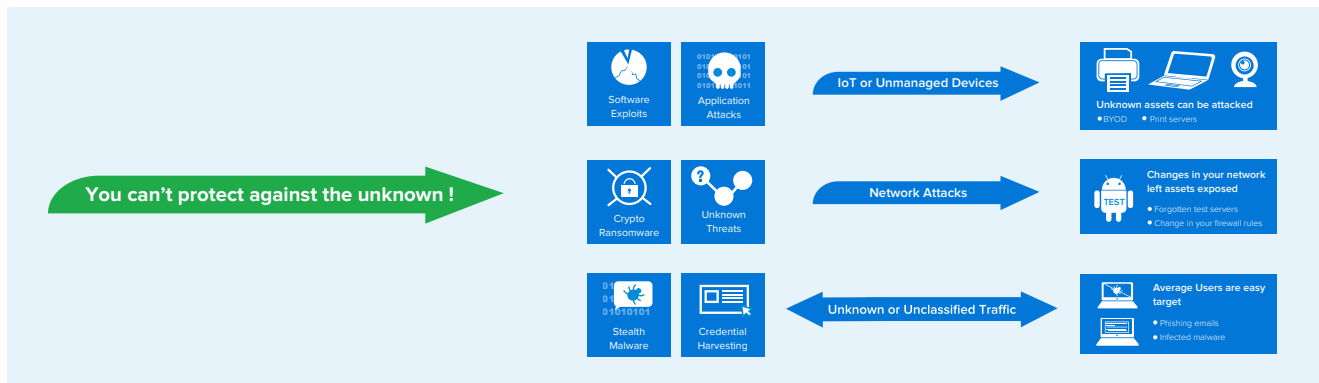 You can't protect against the unknown !
Software
Exploits
Application
Attacks
IoT or Unmanaged Devices
Unknown assets can be attacked
BYOD
Print servers
Crypto
Ransomware
?
Unknown
Threats
Network Attacks
TEST
Changes in your network
left assets exposed
Forgotten test servers
Change in your firewall rules
01010101
Stealth
Malware
Credential
Harvesting
Unknown or Unclassified Traffic
Average Users are easy
target
Phishing emails
Infected malware